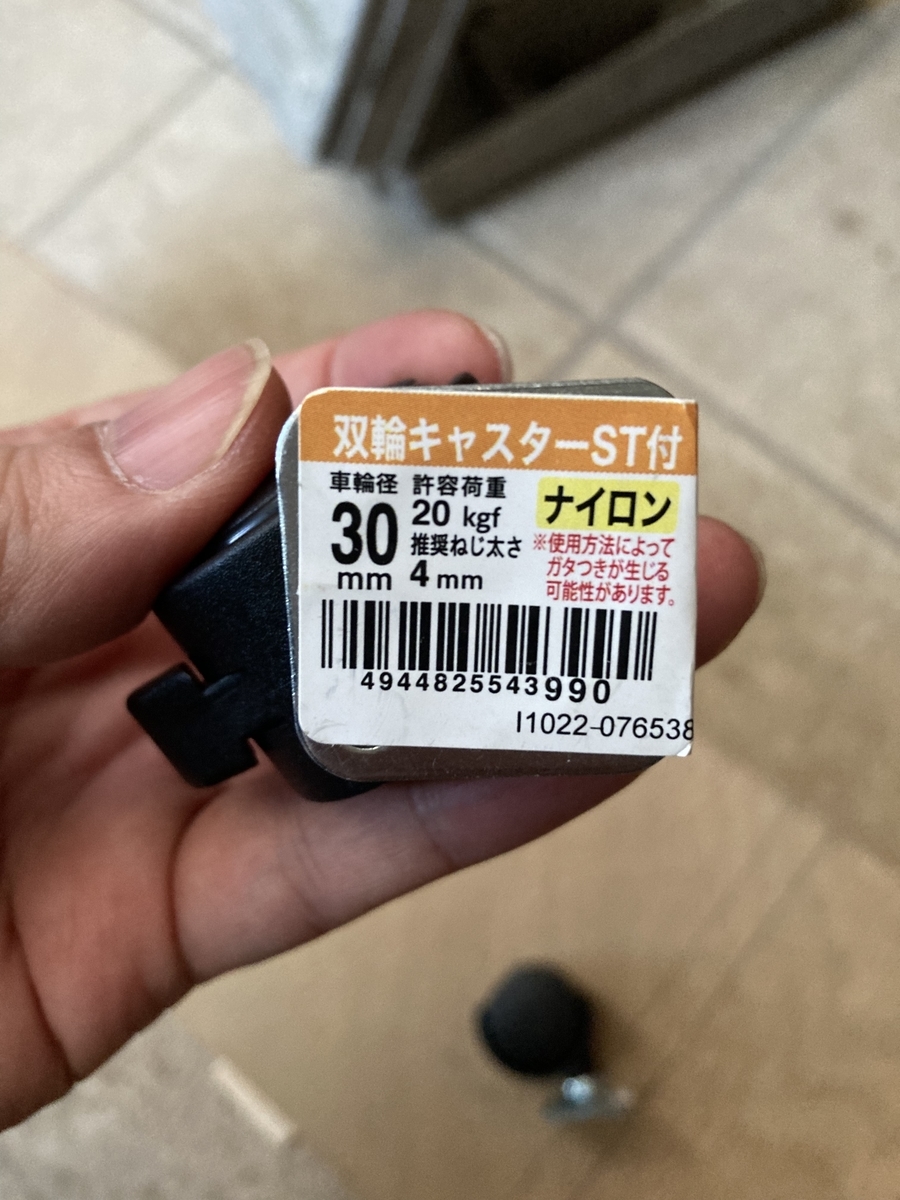 双輪キャスターST付
車輪径
30
mm
許容荷重
20 kgf
推奨ねじ太さ
4 mm
ナイロン
※使用方法によって
ガタつきが生じる
可能性があります。
4944825543990
I1022-076538